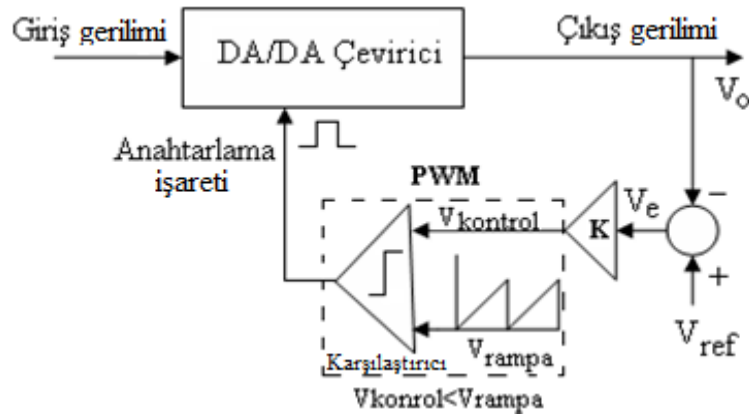 Giriş gerilimi
DA/DA Çevirici
Çıkış gerilimi
Vo
Anahtarlama
işareti
PWM
Vkontrol
K
Ve
−
+
Vrampa
Vref
Karşılaştırıcı
Vkonrol<Vrampa